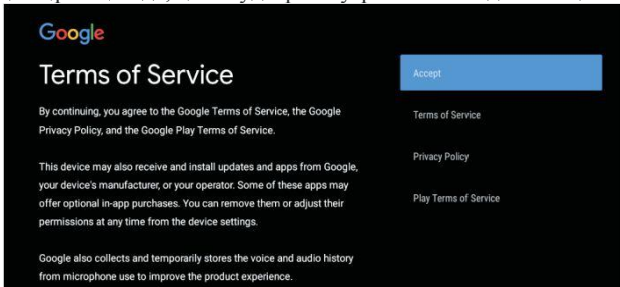 Google
Terms of Service
By continuing, you agree to the Google Terms of Service, the Google
Privacy Policy, and the Google Play Terms of Service.
This device may also receive and install updates and apps from Google,
your device's manufacturer, or your operator. Some of these apps may
offer optional in-app purchases. You can remove them or adjust their
permissions at any time from the device settings.
Google also collects and temporarily stores the voice and audio history
from microphone use to improve the product experience.
Accept
Terms of Service
Privacy Policy
Play Terms of Service